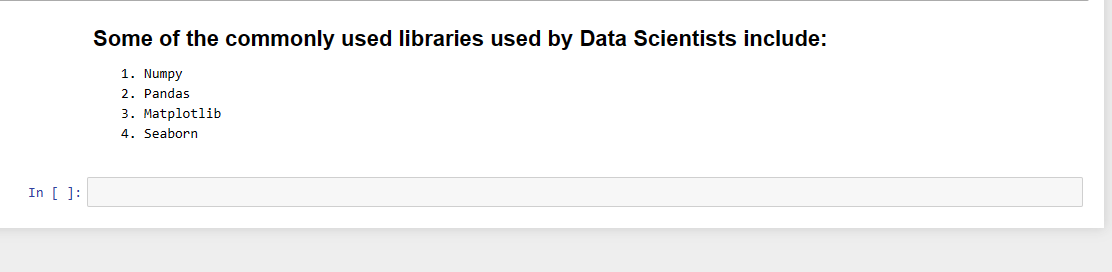 Some of the commonly used libraries used by Data Scientists include:
1. Numpy
2. Pandas
3. Matplotlib
4. Seaborn
In [ ]: